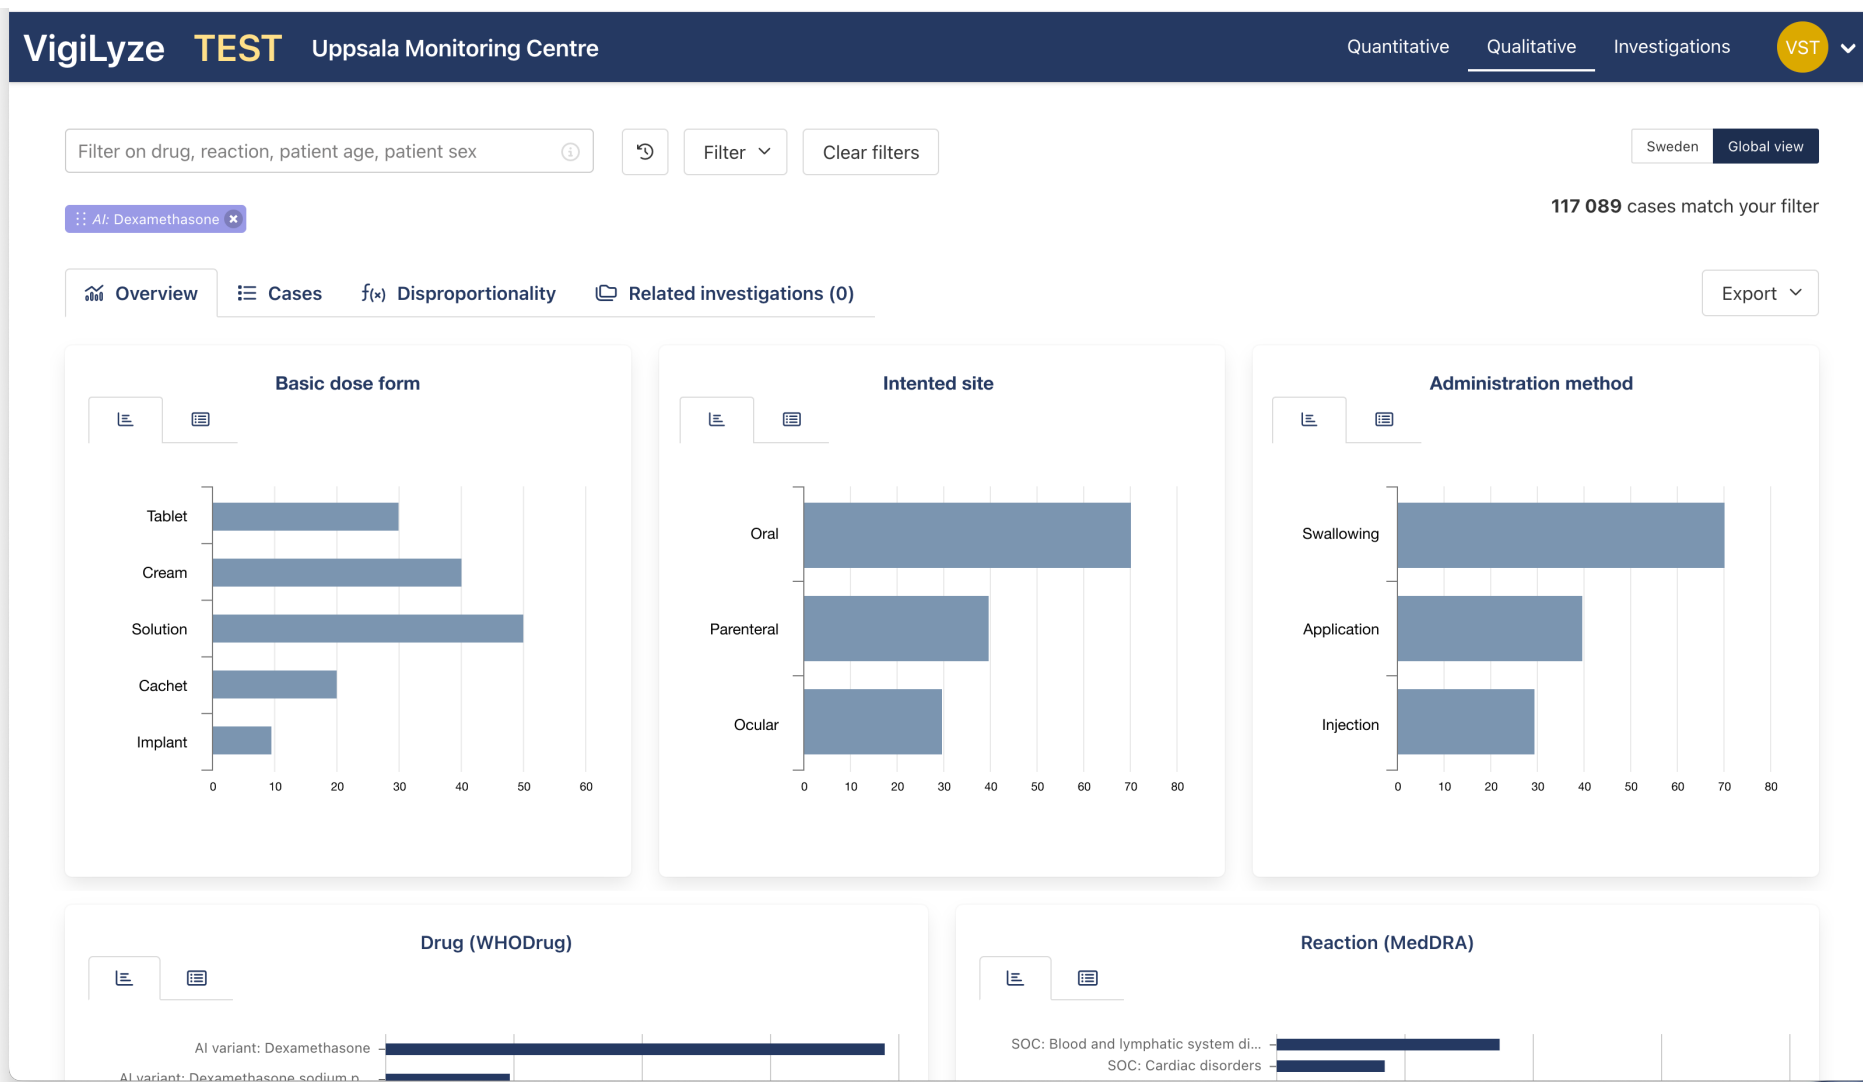 VigiLyze TEST Uppsala Monitoring Centre Quantitative Qualitative Investigations VST
Filter on drug, reaction, patient age, patient sex Filter Clear filters Sweden Global view
117 089 cases match your filter
AI: Dexamethasone
Overview Cases f(x) Disproportionality Related investigations (0) Export
Basic dose form
Tablet
Cream
Solution
Cachet
Implant
0 10 20 30 40 50 60
Intented site
Oral
Parenteral
Ocular
0 10 20 30 40 50 60 70 80
Administration method
Swallowing
Application
Injection
0 10 20 30 40 50 60 70 80
Drug (WHODrug)
AI variant: Dexamethasone
AI variant: Dexamethasone sodium p...
Reaction (MedDRA)
SOC: Blood and lymphatic system di...
SOC: Cardiac disorders